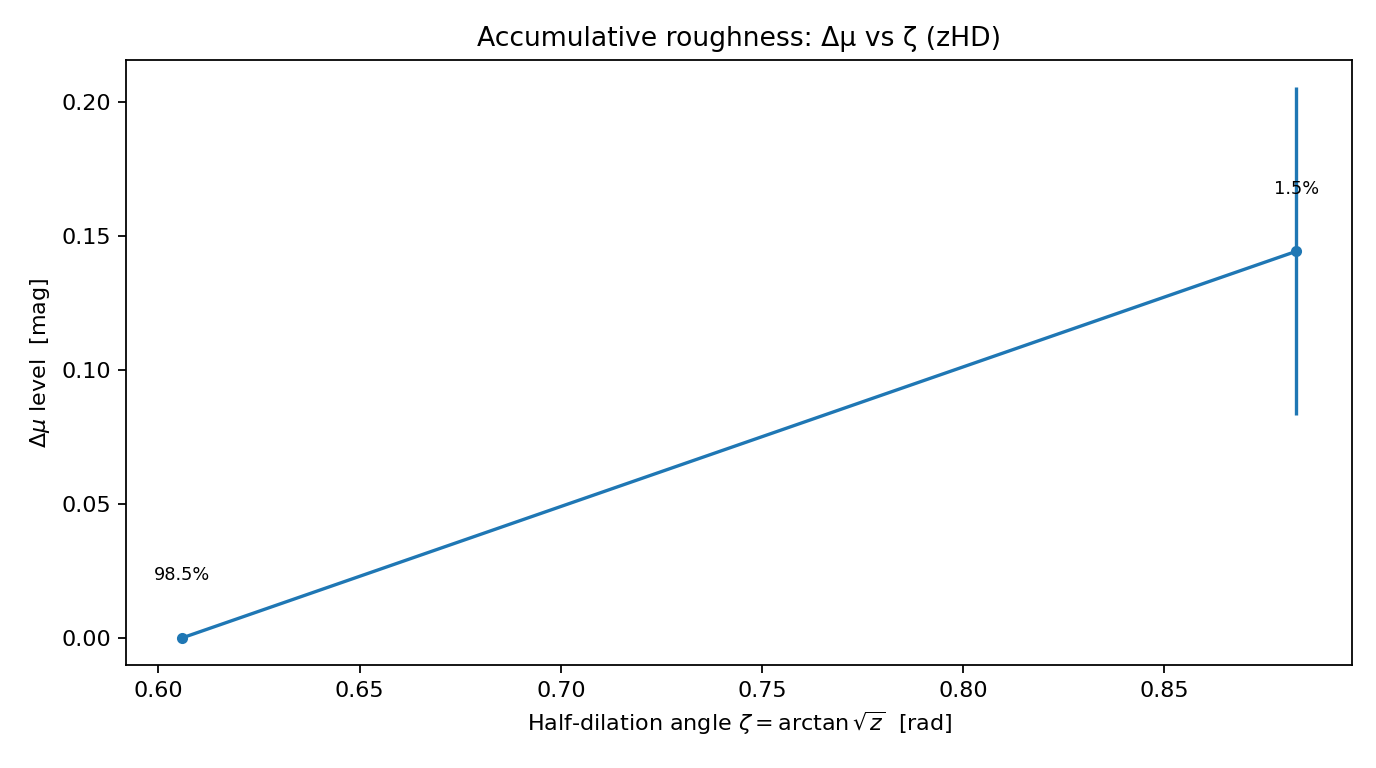 Accumulative roughness: Δμ vs ζ (zHD)
0.20
0.15
0.10
0.05
0.00
Δμ level [mag]
1.5%
98.5%
0.60 0.65 0.70 0.75 0.80 0.85
Half-dilation angle ζ = arctan √z [rad]